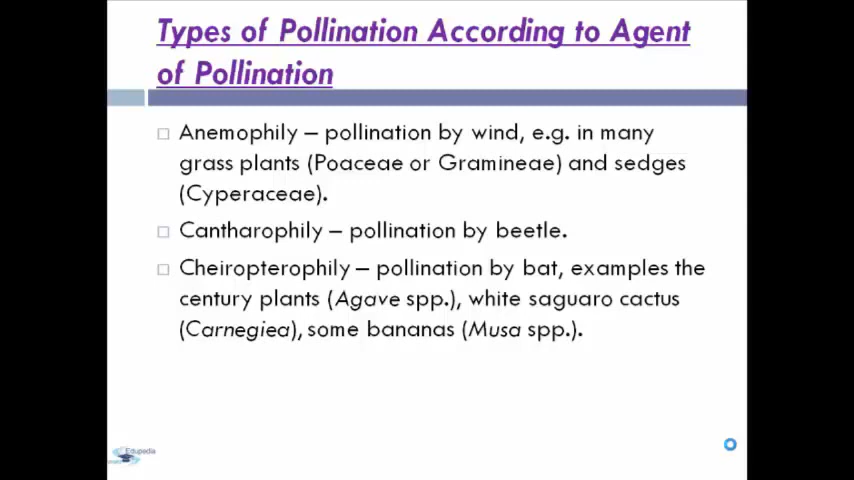 Types of Pollination According to Agent
of Pollination
Anemophily – pollination by wind, e.g. in many
grass plants (Poaceae or Gramineae) and sedges
(Cyperaceae).
Cantharophily – pollination by beetle.
Cheiropterophily – pollination by bat, examples the
century plants (Agave spp.), white saguaro cactus
(Carnegiea), some bananas (Musa spp.).
Edupedia